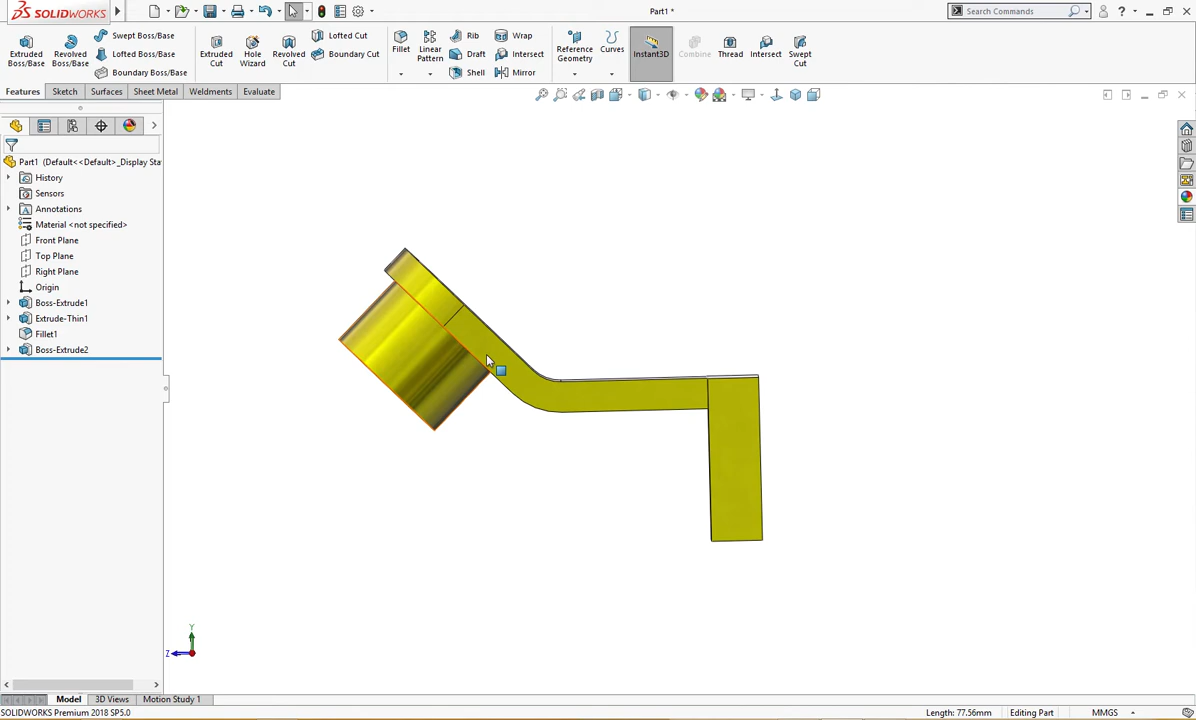 SOLIDWORKS
Part1 *
Search Commands
?
Extruded Boss/Base
Revolved Boss/Base
Swept Boss/Base
Lofted Boss/Base
Boundary Boss/Base
Extruded Cut
Hole Wizard
Revolved Cut
Lofted Cut
Boundary Cut
Fillet
Linear Pattern
Rib
Draft
Shell
Wrap
Intersect
Mirror
Reference Geometry
Curves
Instant3D
Combine
Thread
Intersect
Swept Cut
Features
Sketch
Surfaces
Sheet Metal
Weldments
Evaluate
Part1 (Default<<Default>_Display Sta
History
Sensors
Annotations
Material <not specified>
Front Plane
Top Plane
Right Plane
Origin
Boss-Extrude1
Extrude-Thin1
Fillet1
Boss-Extrude2
Y
Z
Model
3D Views
Motion Study 1
SOLIDWORKS Premium 2018 SP5.0
Length: 77.56mm
Editing Part
MMGS